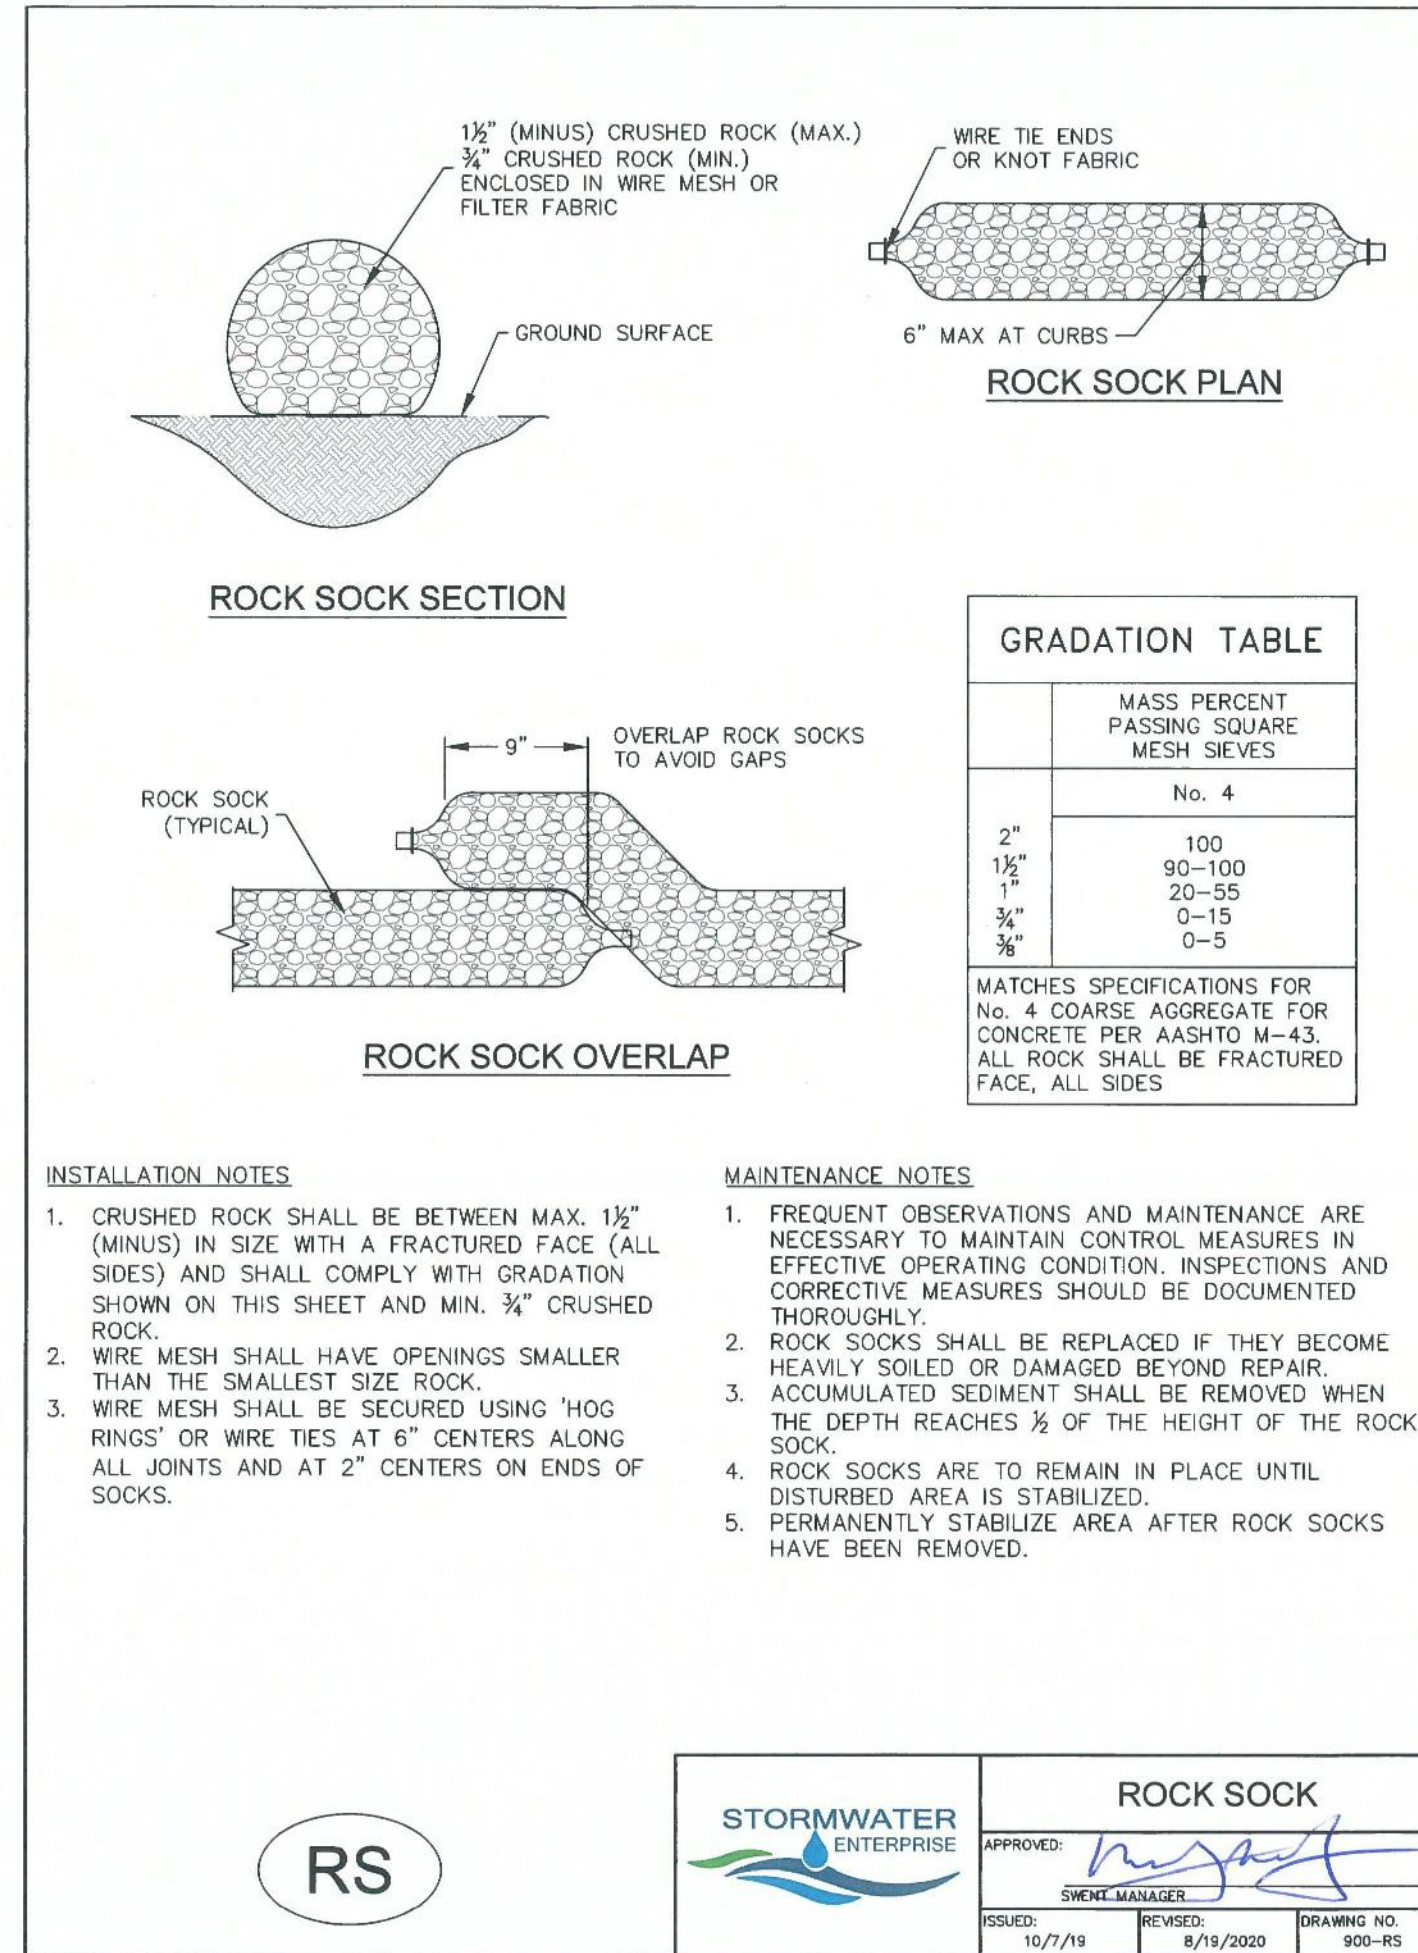 1½" (MINUS) CRUSHED ROCK (MAX.)
¾" CRUSHED ROCK (MIN.)
ENCLOSED IN WIRE MESH OR
FILTER FABRIC
GROUND SURFACE
ROCK SOCK SECTION
WIRE TIE ENDS
OR KNOT FABRIC
6" MAX AT CURBS
ROCK SOCK PLAN
9"
OVERLAP ROCK SOCKS
TO AVOID GAPS
ROCK SOCK
(TYPICAL)
ROCK SOCK OVERLAP
GRADATION TABLE
MASS PERCENT
PASSING SQUARE
MESH SIEVES
No. 4
2" 100
1½" 90-100
1" 20-55
¾" 0-15
⅜" 0-5
MATCHES SPECIFICATIONS FOR
No. 4 COARSE AGGREGATE FOR
CONCRETE PER AASHTO M-43.
ALL ROCK SHALL BE FRACTURED
FACE, ALL SIDES
INSTALLATION NOTES
1. CRUSHED ROCK SHALL BE BETWEEN MAX. 1½"
(MINUS) IN SIZE WITH A FRACTURED FACE (ALL
SIDES) AND SHALL COMPLY WITH GRADATION
SHOWN ON THIS SHEET AND MIN. ¾" CRUSHED
ROCK.
2. WIRE MESH SHALL HAVE OPENINGS SMALLER
THAN THE SMALLEST SIZE ROCK.
3. WIRE MESH SHALL BE SECURED USING 'HOG
RINGS' OR WIRE TIES AT 6" CENTERS ALONG
ALL JOINTS AND AT 2" CENTERS ON ENDS OF
SOCKS.
MAINTENANCE NOTES
1. FREQUENT OBSERVATIONS AND MAINTENANCE ARE
NECESSARY TO MAINTAIN CONTROL MEASURES IN
EFFECTIVE OPERATING CONDITION. INSPECTIONS AND
CORRECTIVE MEASURES SHOULD BE DOCUMENTED
THOROUGHLY.
2. ROCK SOCKS SHALL BE REPLACED IF THEY BECOME
HEAVILY SOILED OR DAMAGED BEYOND REPAIR.
3. ACCUMULATED SEDIMENT SHALL BE REMOVED WHEN
THE DEPTH REACHES ½ OF THE HEIGHT OF THE ROCK
SOCK.
4. ROCK SOCKS ARE TO REMAIN IN PLACE UNTIL
DISTURBED AREA IS STABILIZED.
5. PERMANENTLY STABILIZE AREA AFTER ROCK SOCKS
HAVE BEEN REMOVED.
RS
STORMWATER
ENTERPRISE
ROCK SOCK
APPROVED:
SWENT MANAGER
ISSUED:
10/7/19
REVISED:
8/19/2020
DRAWING NO.
900-RS